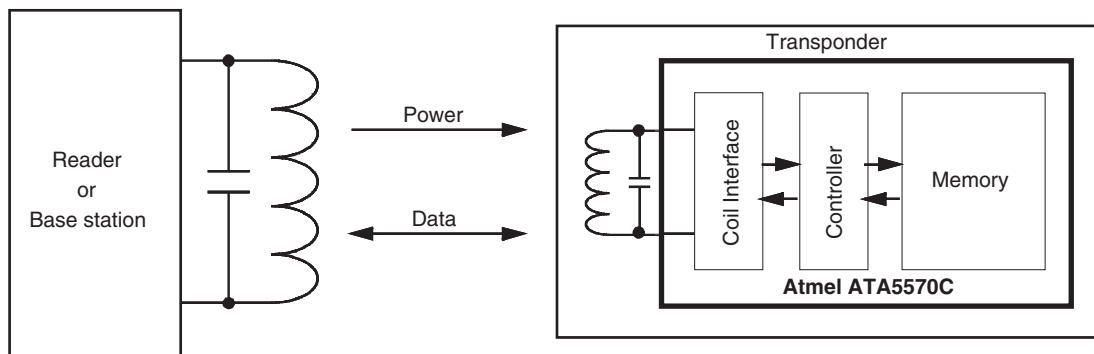 Reader
or
Base station
Power
Data
Transponder
Coil Interface
Controller
Memory
Atmel ATA5570C